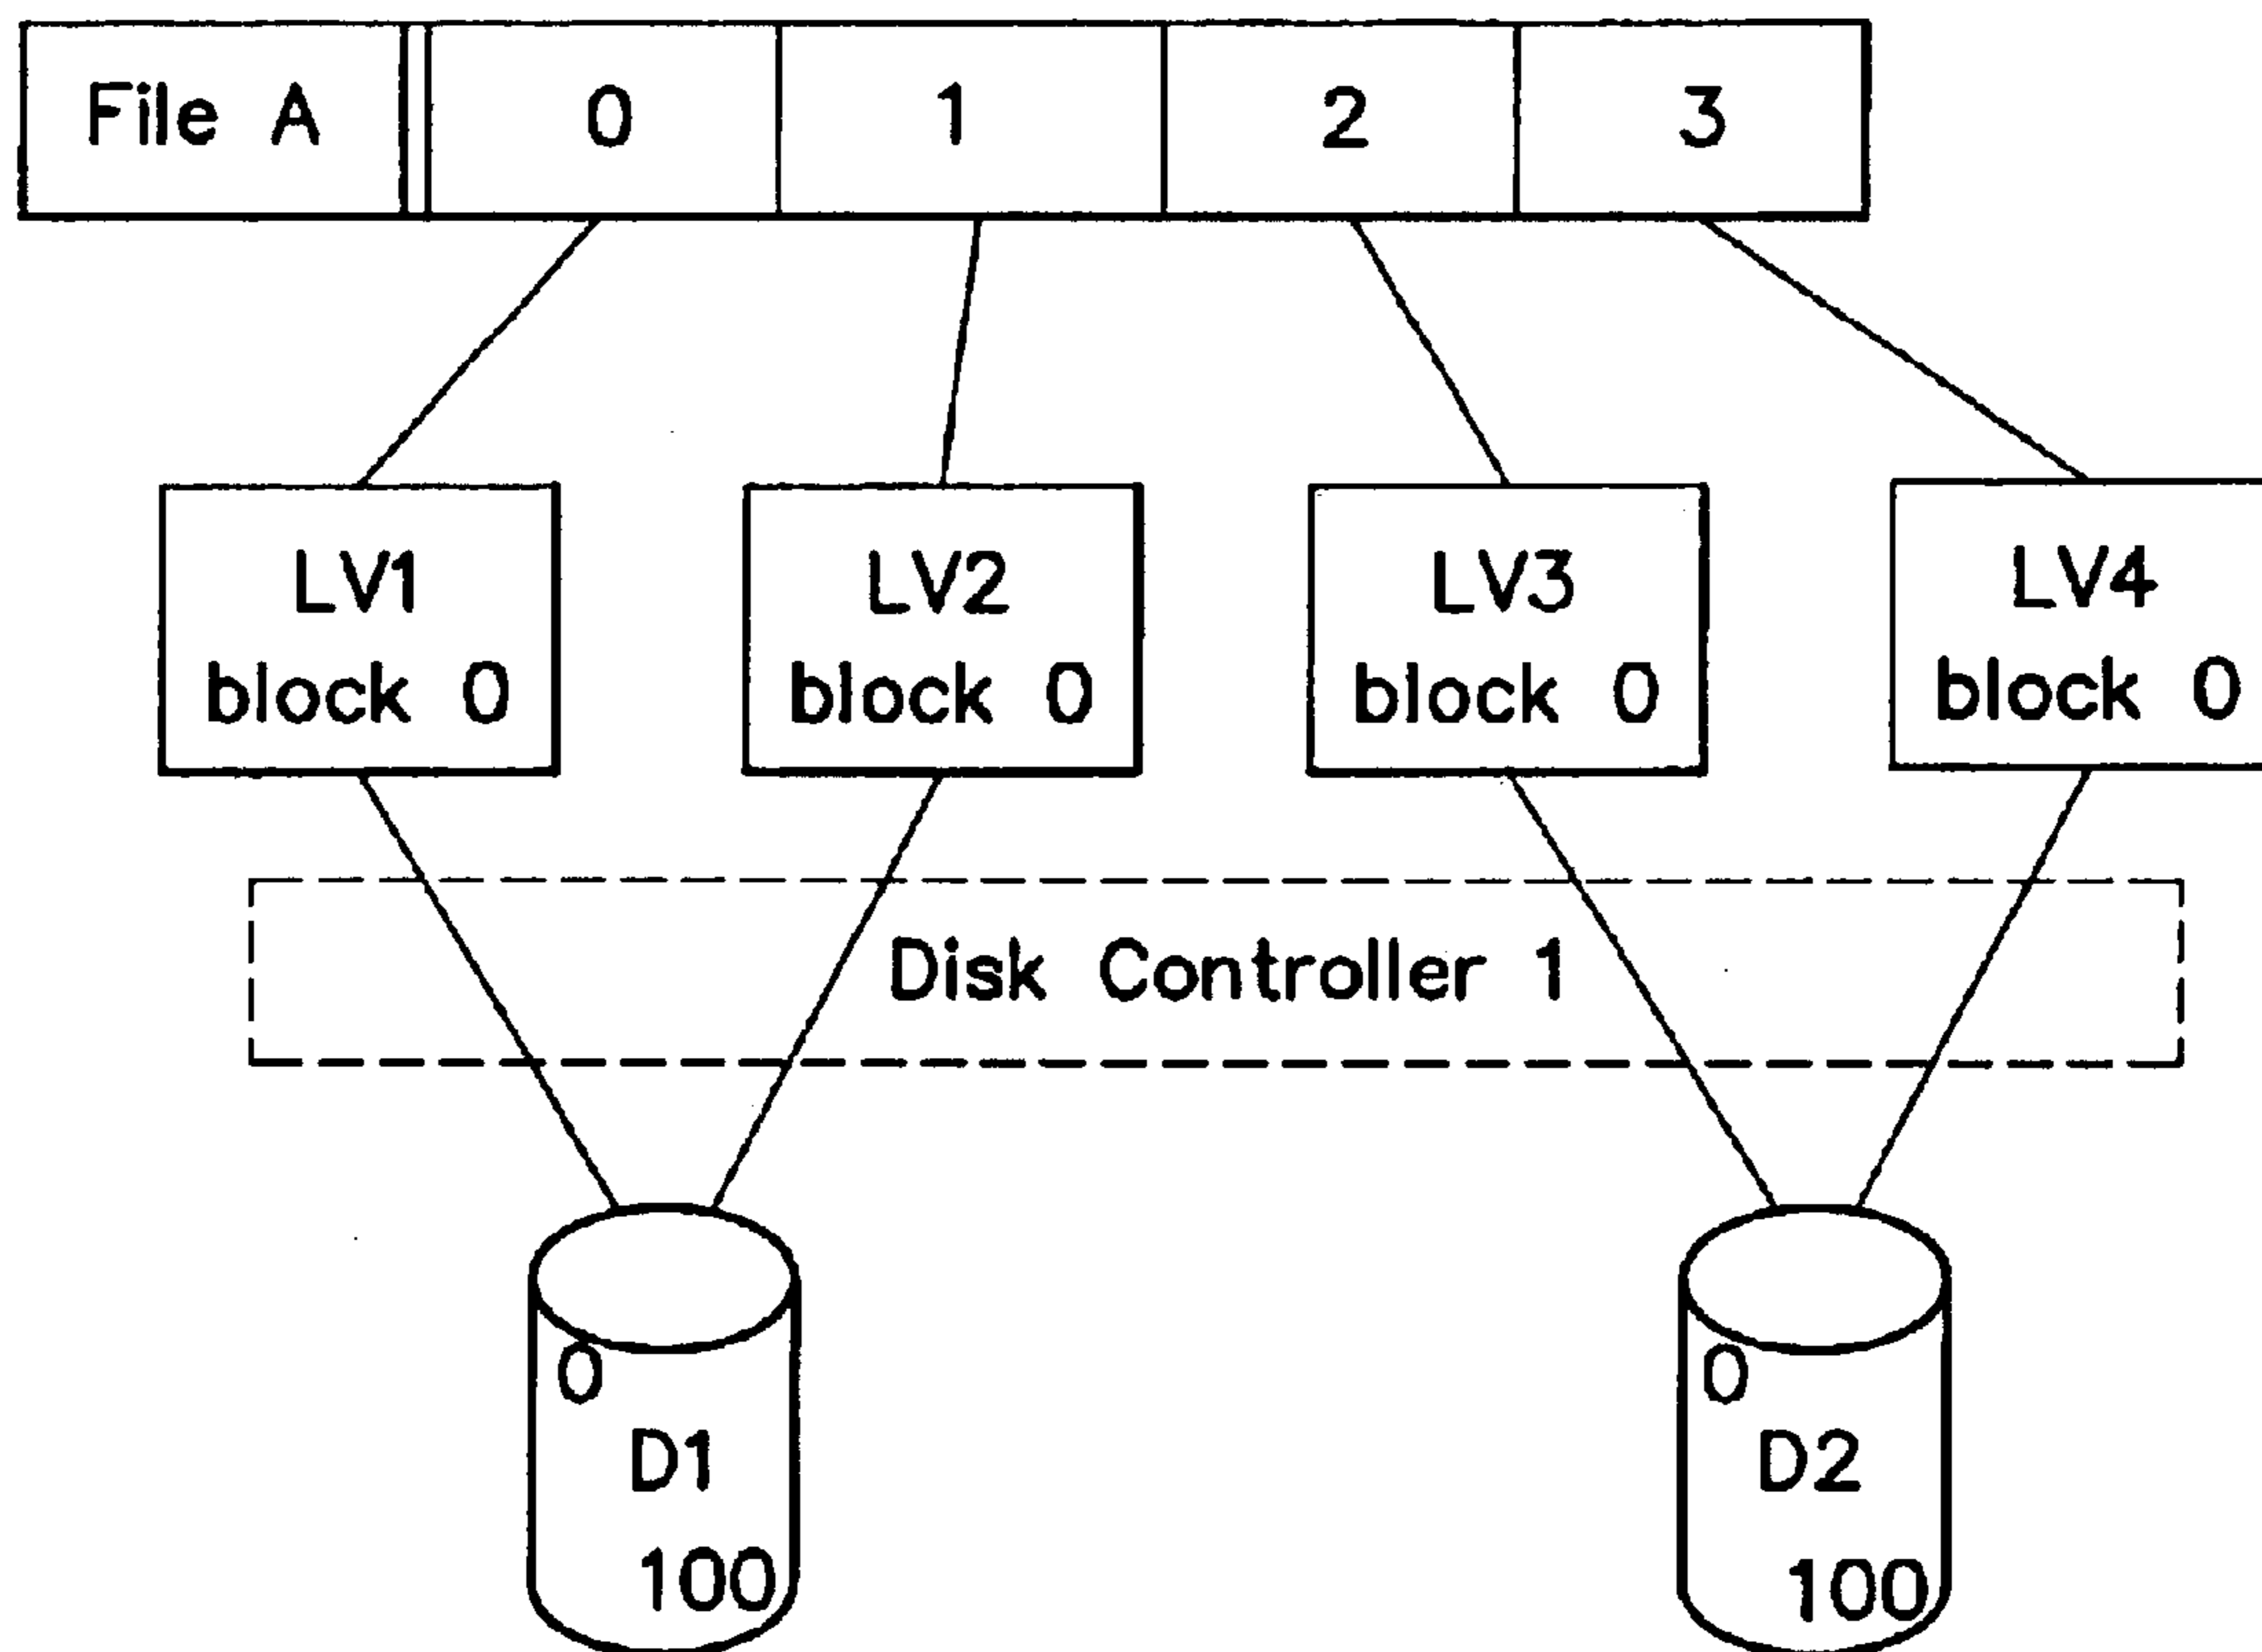 File A 0 1 2 3
LV1
block 0
LV2
block 0
LV3
block 0
LV4
block 0
Disk Controller 1
0
D1
100
0
D2
100